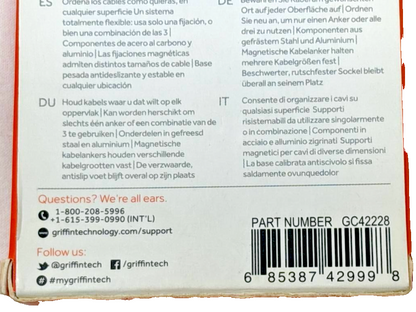 ES
Ordena los cables como quieras, en
cualquier superficie Un sistema
totalmente flexible: usa solo una fijación, o
bien una combinación de las 3 |
Componentes de acero al carbono y
aluminio | Las fijaciones magnéticas
admiten distintos tamaños de cable | Base
pesada antideslizante y estable en
cualquier ubicación
DE
Ort auf jeder Oberfläche auf | Ordnen
Sie neu an, um nur einen Anker oder alle
drei zu nutzen | Komponenten aus
gefrästem Stahl und Aluminium |
Magnetische Kabelanker halten
mehrere Kabelgrößen fest |
Beschwerter, rutschfester Sockel bleibt
überall an seinem Platz
DU
Houd kabels waar u dat wilt op elk
oppervlak | Kan worden herschikt om
slechts één anker of een combinatie van de
3 te gebruiken | Onderdelen in gefreesd
staal en aluminium | Magnetische
kabelankers houden verschillende
kabelgrootten vast | De verzwaarde,
antislip voet blijft overal op zijn plaats
IT
Consente di organizzare i cavi su
qualsiasi superficie Supporti
risistemabili da utilizzare singolarmente
o in combinazione | Componenti in
acciaio e alluminio zigrinati Supporti
magnetici per cavi di diverse dimensioni
| La base calibrata antiscivolo si fissa
saldamente ovunque
Questions? We're all ears.
1-800-208-5996
+1-615-399-0990 (INT'L)
griffintechnology.com/support
Follow us:
@griffintech /griffintech
#mygriffintech
PART NUMBER GC42228
6 85387 42999 8